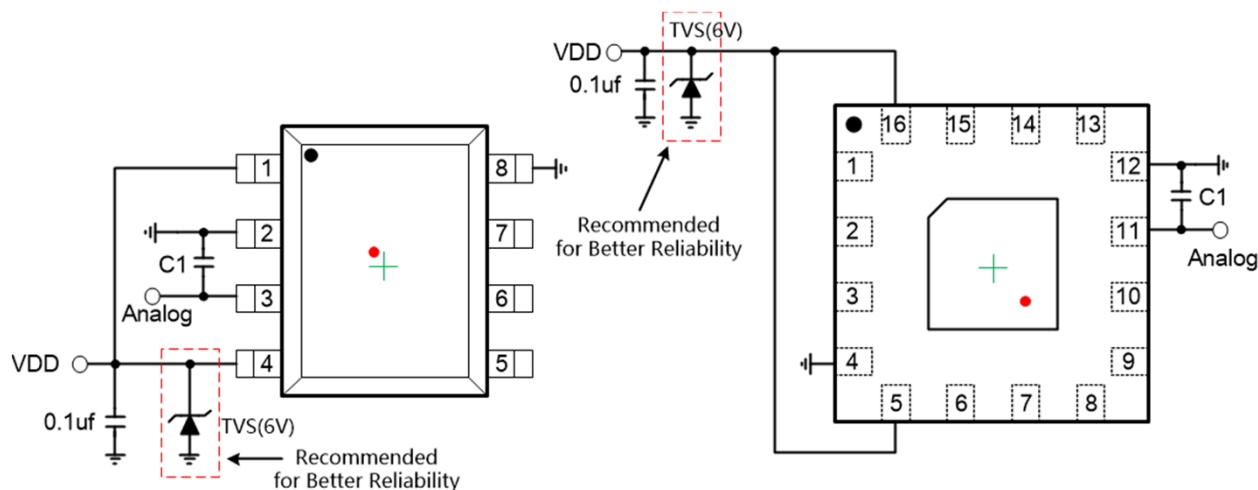 TVS(6V)
VDD
0.1uf
Recommended
for Better Reliability
16 15 14 13
1 12
2 11
3 10
4 9
5 6 7 8
C1
Analog
1 8
2 7
3 6
4 5
C1
Analog
VDD
0.1uf
TVS(6V)
Recommended
for Better Reliability